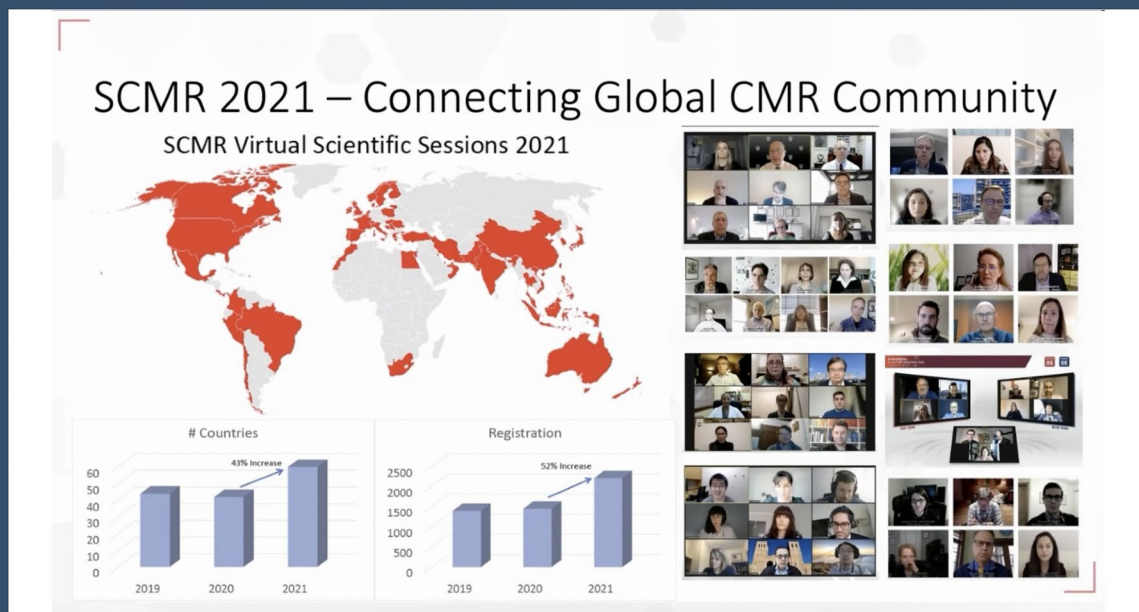 SCMR 2021 – Connecting Global CMR Community
SCMR Virtual Scientific Sessions 2021
# Countries
43% Increase
60
50
40
30
20
10
0
2019 2020 2021
Registration
52% Increase
2500
2000
1500
1000
500
0
2019 2020 2021